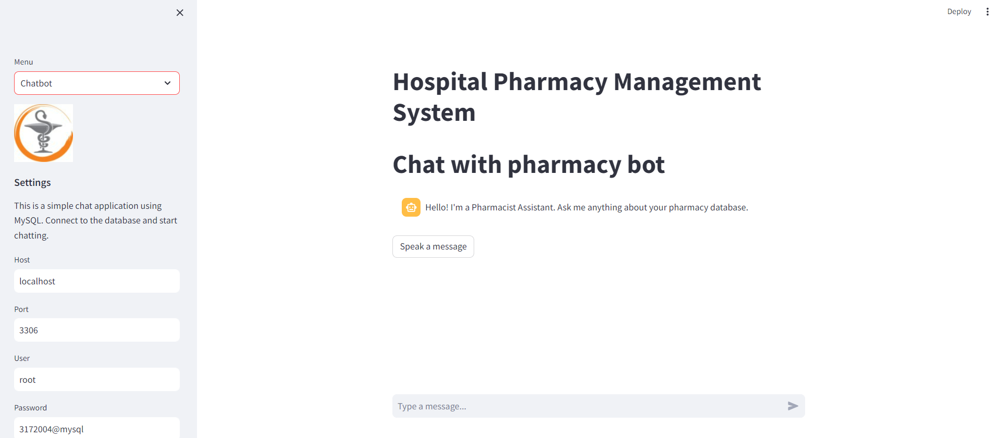 Deploy
Menu
Chatbot
Settings
This is a simple chat application using
MySQL. Connect to the database and start
chatting.
Host
localhost
Port
3306
User
root
Password
3172004@mysql
Hospital Pharmacy Management
System
Chat with pharmacy bot
Hello! I'm a Pharmacist Assistant. Ask me anything about your pharmacy database.
Speak a message
Type a message...